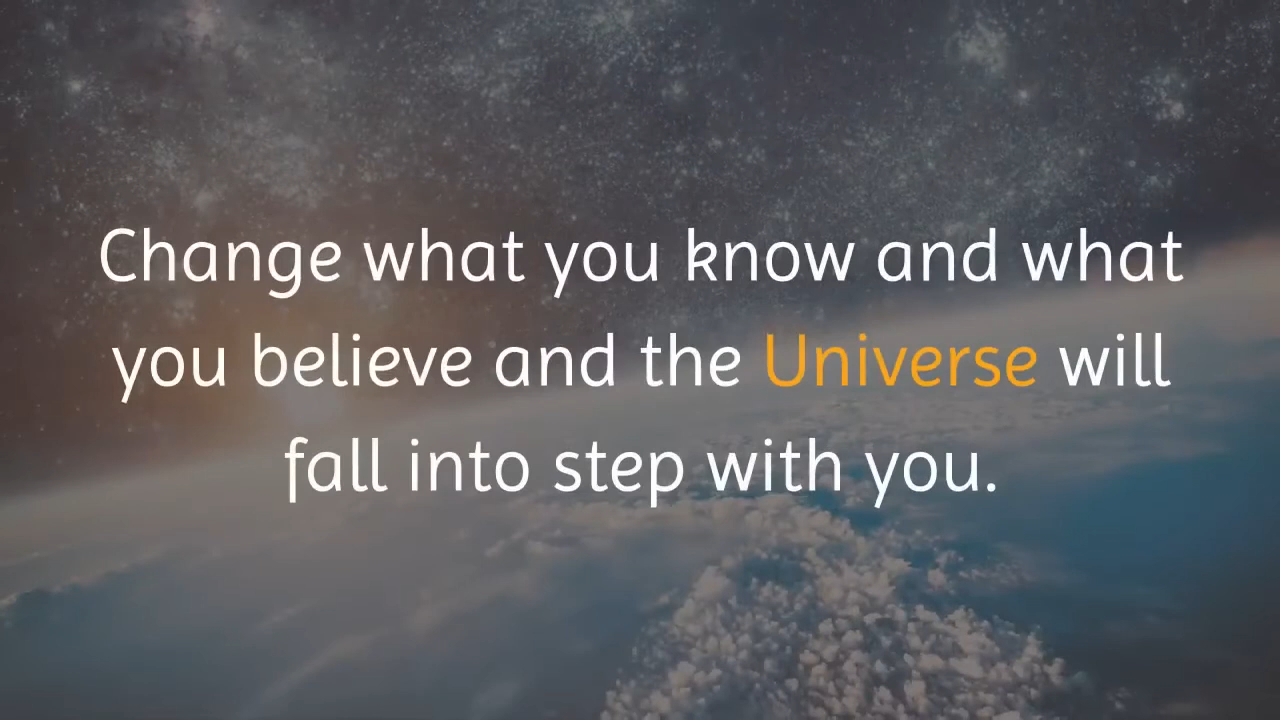 Change what you know and what
you believe and the Universe will
fall into step with you.